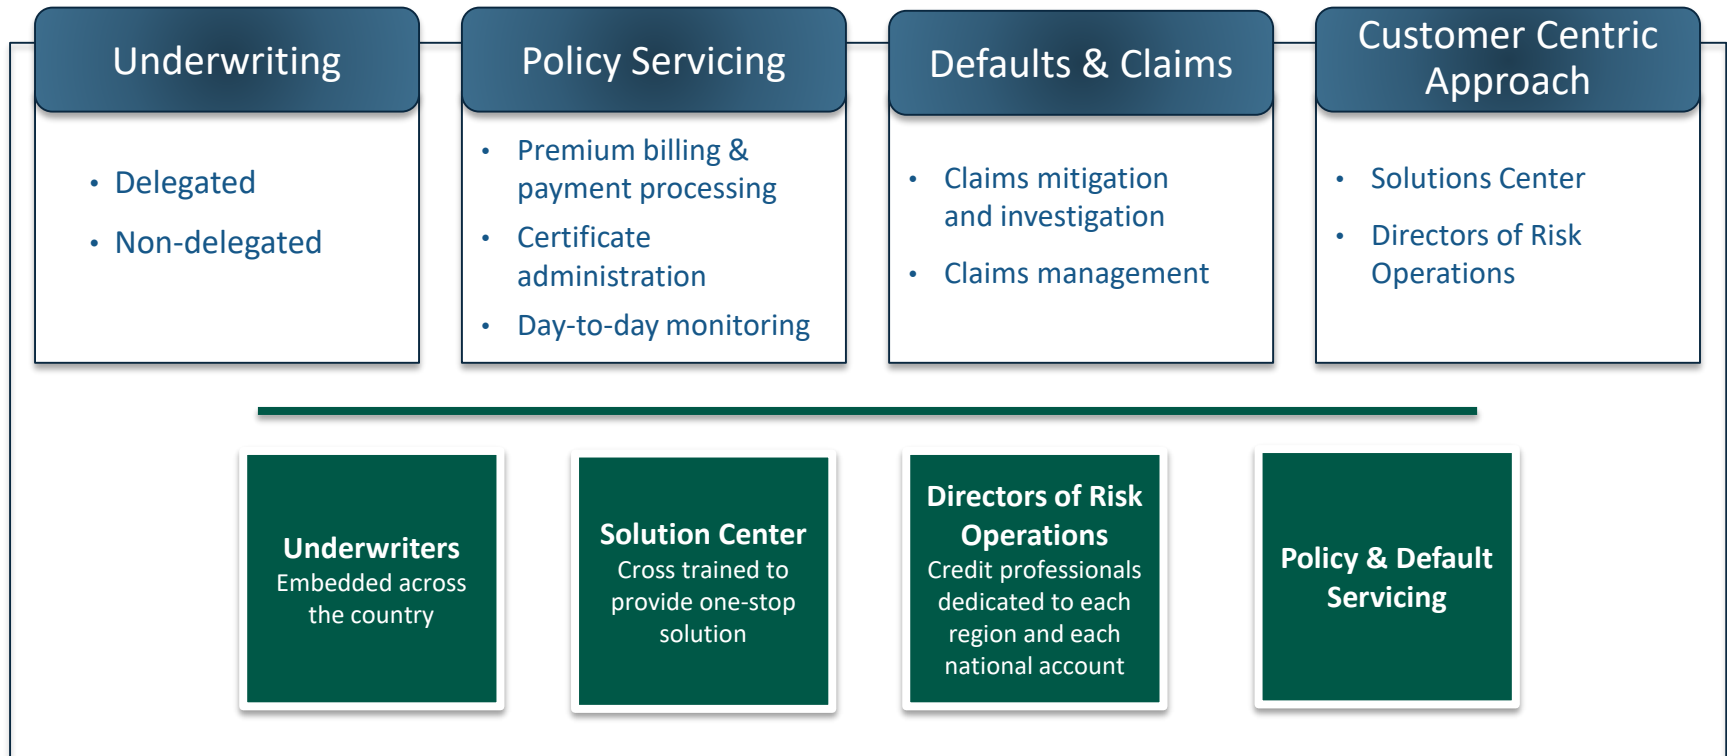 Underwriting
• Delegated
• Non-delegated
Policy Servicing
• Premium billing &
payment processing
• Certificate
administration
• Day-to-day monitoring
Defaults & Claims
• Claims mitigation
and investigation
• Claims management
Customer Centric
Approach
• Solutions Center
• Directors of Risk
Operations
Underwriters
Embedded across
the country
Solution Center
Cross trained to
provide one-stop
solution
Directors of Risk
Operations
Credit professionals
dedicated to each
region and each
national account
Policy & Default
Servicing